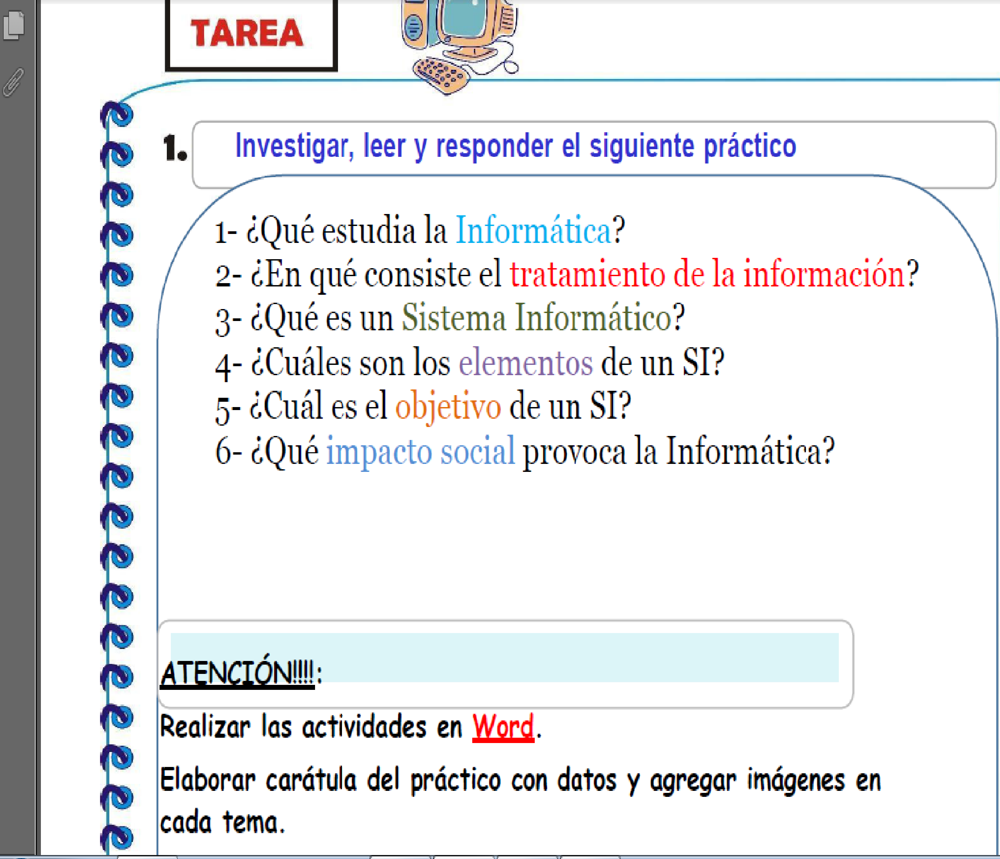 TAREA
1. Investigar, leer y responder el siguiente práctico
1- ¿Qué estudia la Informática?
2- ¿En qué consiste el tratamiento de la información?
3- ¿Qué es un Sistema Informático?
4- ¿Cuáles son los elementos de un SI?
5- ¿Cuál es el objetivo de un SI?
6- ¿Qué impacto social provoca la Informática?
ATENCIÓN!!!!:
Realizar las actividades en Word.
Elaborar carátula del práctico con datos y agregar imágenes en
cada tema.